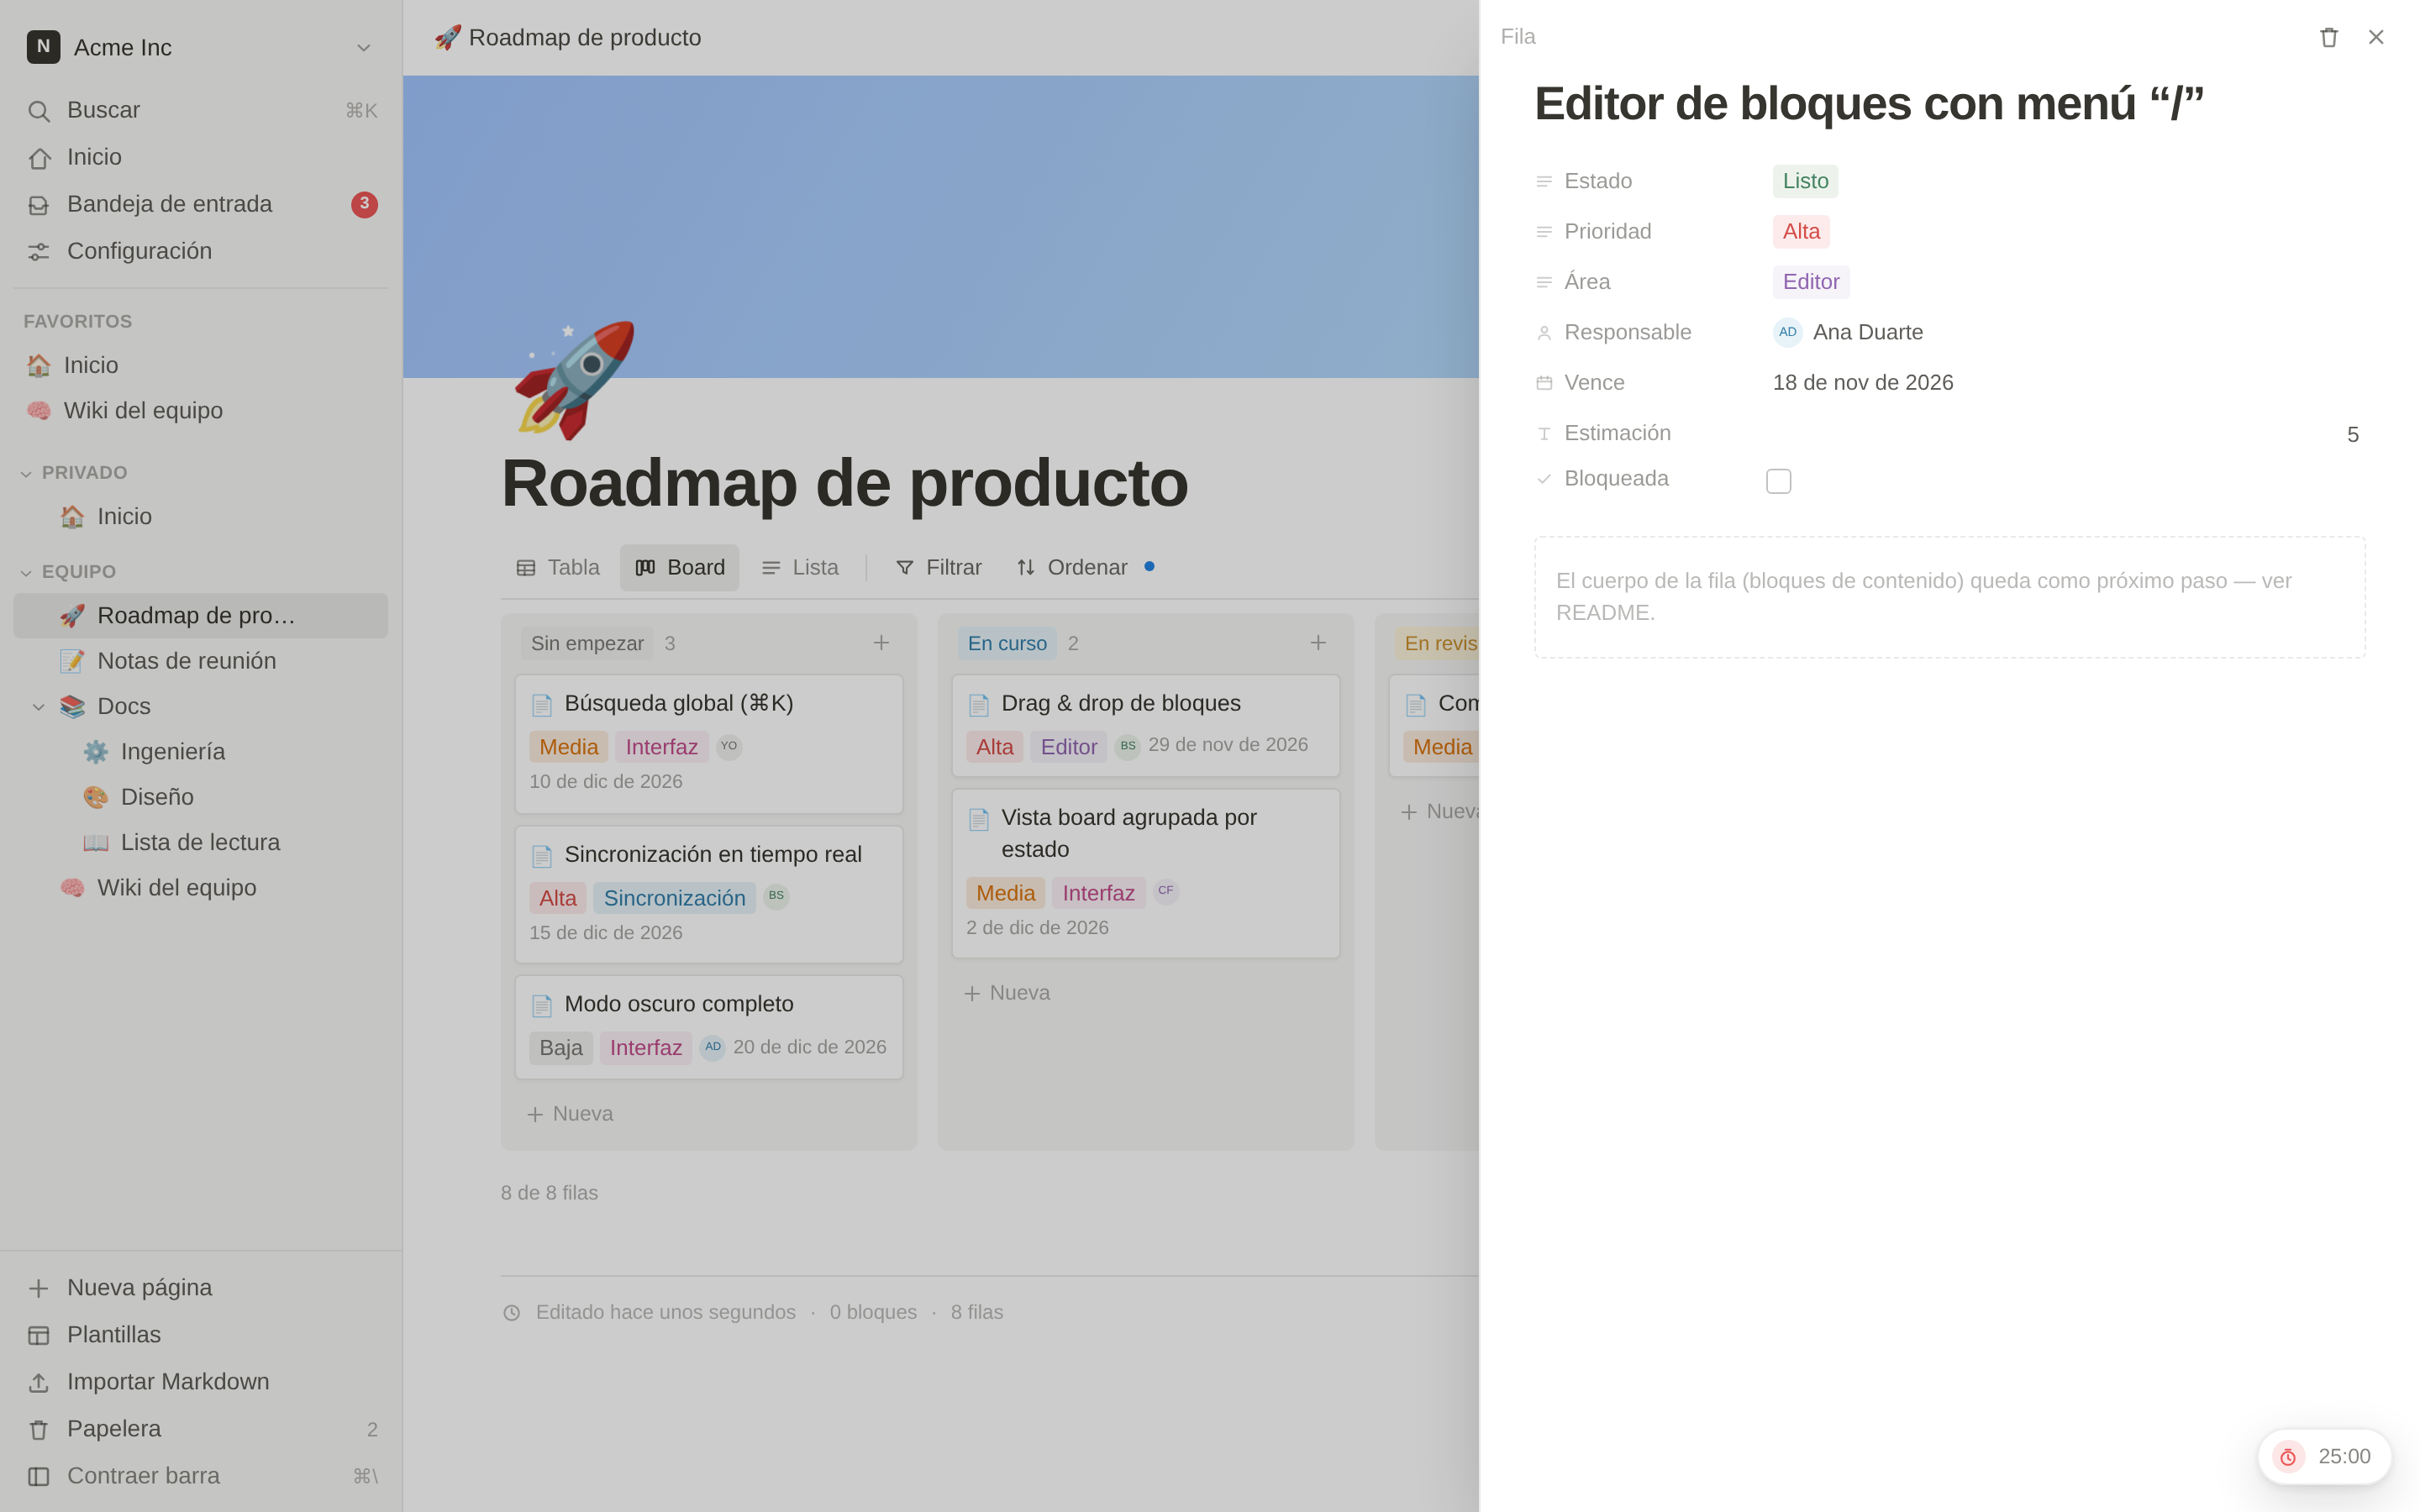 N Acme Inc
Buscar ⌘K
Inicio
Bandeja de entrada 3
Configuración
FAVORITOS
Inicio
Wiki del equipo
PRIVADO
Inicio
EQUIPO
Roadmap de pro…
Notas de reunión
Docs
Ingeniería
Diseño
Lista de lectura
Wiki del equipo
Nueva página
Plantillas
Importar Markdown
Papelera 2
Contraer barra ⌘\
Roadmap de producto
Roadmap de producto
Tabla Board Lista Filtrar Ordenar
Sin empezar 3
Búsqueda global (⌘K)
Media Interfaz YO
10 de dic de 2026
Sincronización en tiempo real
Alta Sincronización BS
15 de dic de 2026
Modo oscuro completo
Baja Interfaz AD 20 de dic de 2026
Nueva
En curso 2
Drag & drop de bloques
Alta Editor BS 29 de nov de 2026
Vista board agrupada por
estado
Media Interfaz CF
2 de dic de 2026
Nueva
En revis
Com
Media
Nueva
8 de 8 filas
Editado hace unos segundos · 0 bloques · 8 filas
Fila
Editor de bloques con menú “/”
Estado Listo
Prioridad Alta
Área Editor
Responsable AD Ana Duarte
Vence 18 de nov de 2026
Estimación 5
Bloqueada
El cuerpo de la fila (bloques de contenido) queda como próximo paso — ver
README.
25:00